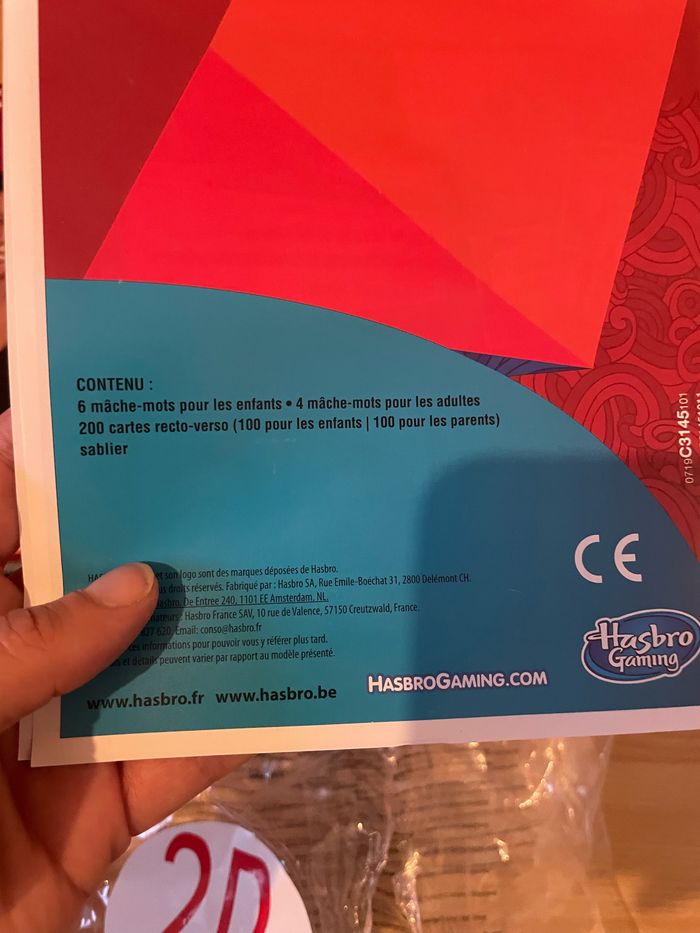 CONTENU :
6 mâche-mots pour les enfants • 4 mâche-mots pour les adultes
200 cartes recto-verso (100 pour les enfants | 100 pour les parents)
sablier
0719C3145101
CE
et son logo sont des marques déposées de Hasbro.
droits réservés. Fabriqué par : Hasbro SA, Rue Emile-Boéchat 31, 2800 Delémont CH.
De Entree 240, 1101 EE Amsterdam. NL.
: Hasbro France SAV, 10 rue de Valence, 57150 Creutzwald, France.
620. Email: conso@hasbro.fr
ces informations pour pouvoir vous y référer plus tard.
et détails peuvent varier par rapport au modèle présenté.
www.hasbro.fr www.hasbro.be
HASBROGAMING.COM
Hasbro
Gaming